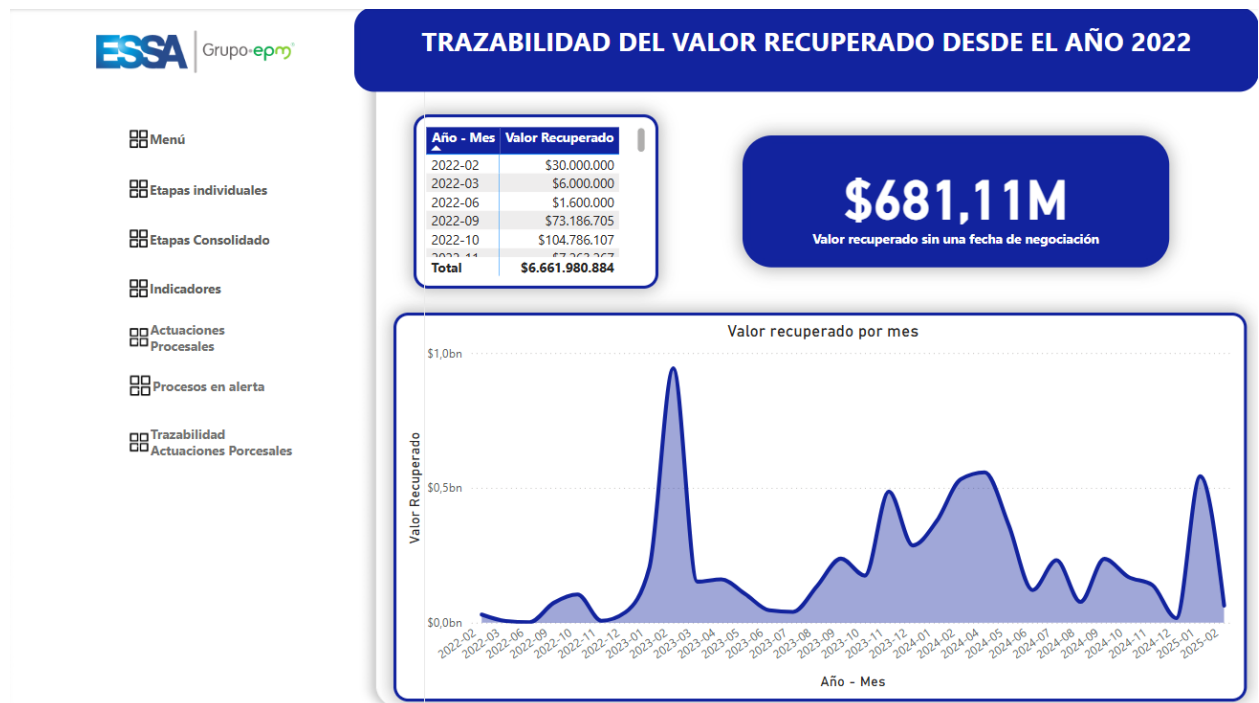 ESSA Grupo·epm
TRAZABILIDAD DEL VALOR RECUPERADO DESDE EL AÑO 2022
Menú
Etapas individuales
Etapas Consolidado
Indicadores
Actuaciones
Procesales
Procesos en alerta
Trazabilidad
Actuaciones Porcesales
Año - Mes Valor Recuperado
2022-02 $30.000.000
2022-03 $6.000.000
2022-06 $1.600.000
2022-09 $73.186.705
2022-10 $104.786.107
2022-11 $7.263.267
Total $6.661.980.884
$681,11M
Valor recuperado sin una fecha de negociación
Valor recuperado por mes
Valor Recuperado
$1,0bn
$0,5bn
$0,0bn
2022-02 2022-03 2022-06 2022-09 2022-10 2022-11 2022-12 2023-01 2023-02 2023-03 2023-04 2023-05 2023-06 2023-07 2023-08 2023-09 2023-10 2023-11 2023-12 2024-01 2024-02 2024-04 2024-05 2024-06 2024-07 2024-08 2024-09 2024-10 2024-11 2024-12 2025-01 2025-02
Año - Mes